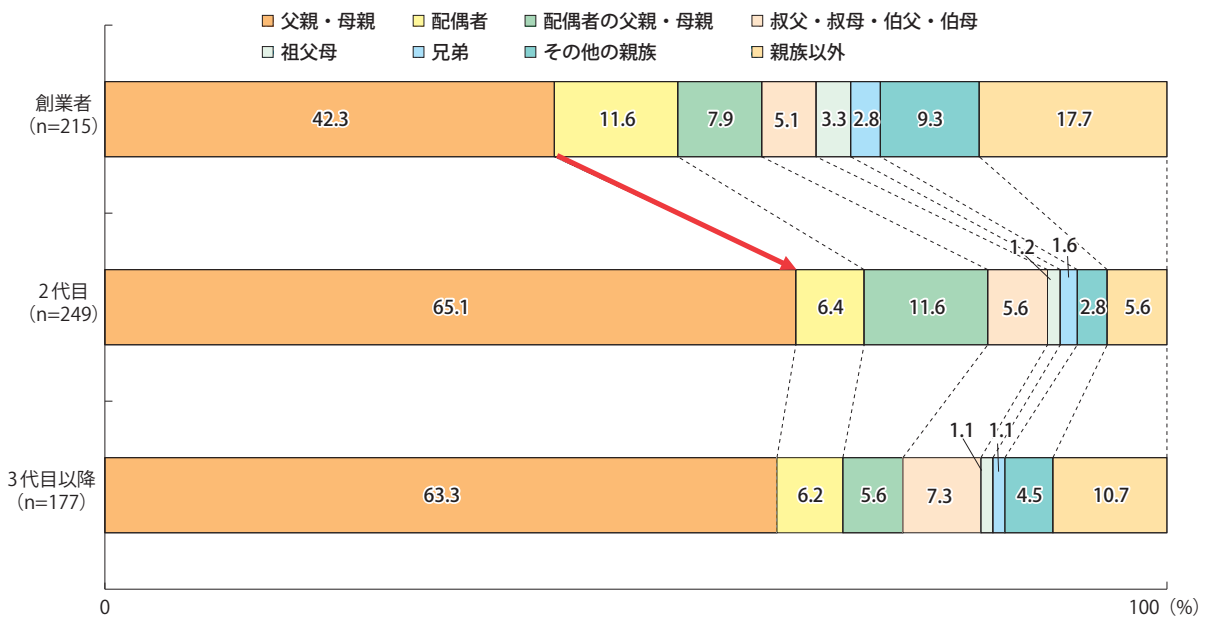 父親・母親 配偶者 配偶者の父親・母親 叔父・叔母・伯父・伯母
祖父母 兄弟 その他の親族 親族以外
創業者
(n=215)
42.3 11.6 7.9 5.1 3.3 2.8 9.3 17.7
1.2 1.6
2代目
(n=249)
65.1 6.4 11.6 5.6 2.8 5.6
1.1 1.1
3代目以降
(n=177)
63.3 6.2 5.6 7.3 4.5 10.7
0 100 (%)